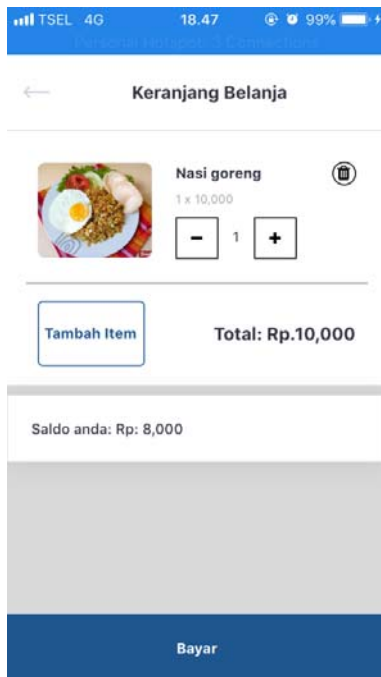 TSEL 4G 18.47 99%
Personal Hotspot: 3 Connections
Keranjang Belanja
Nasi goreng
1 x 10,000
- 1 +
Tambah Item Total: Rp.10,000
Saldo anda: Rp: 8,000
Bayar